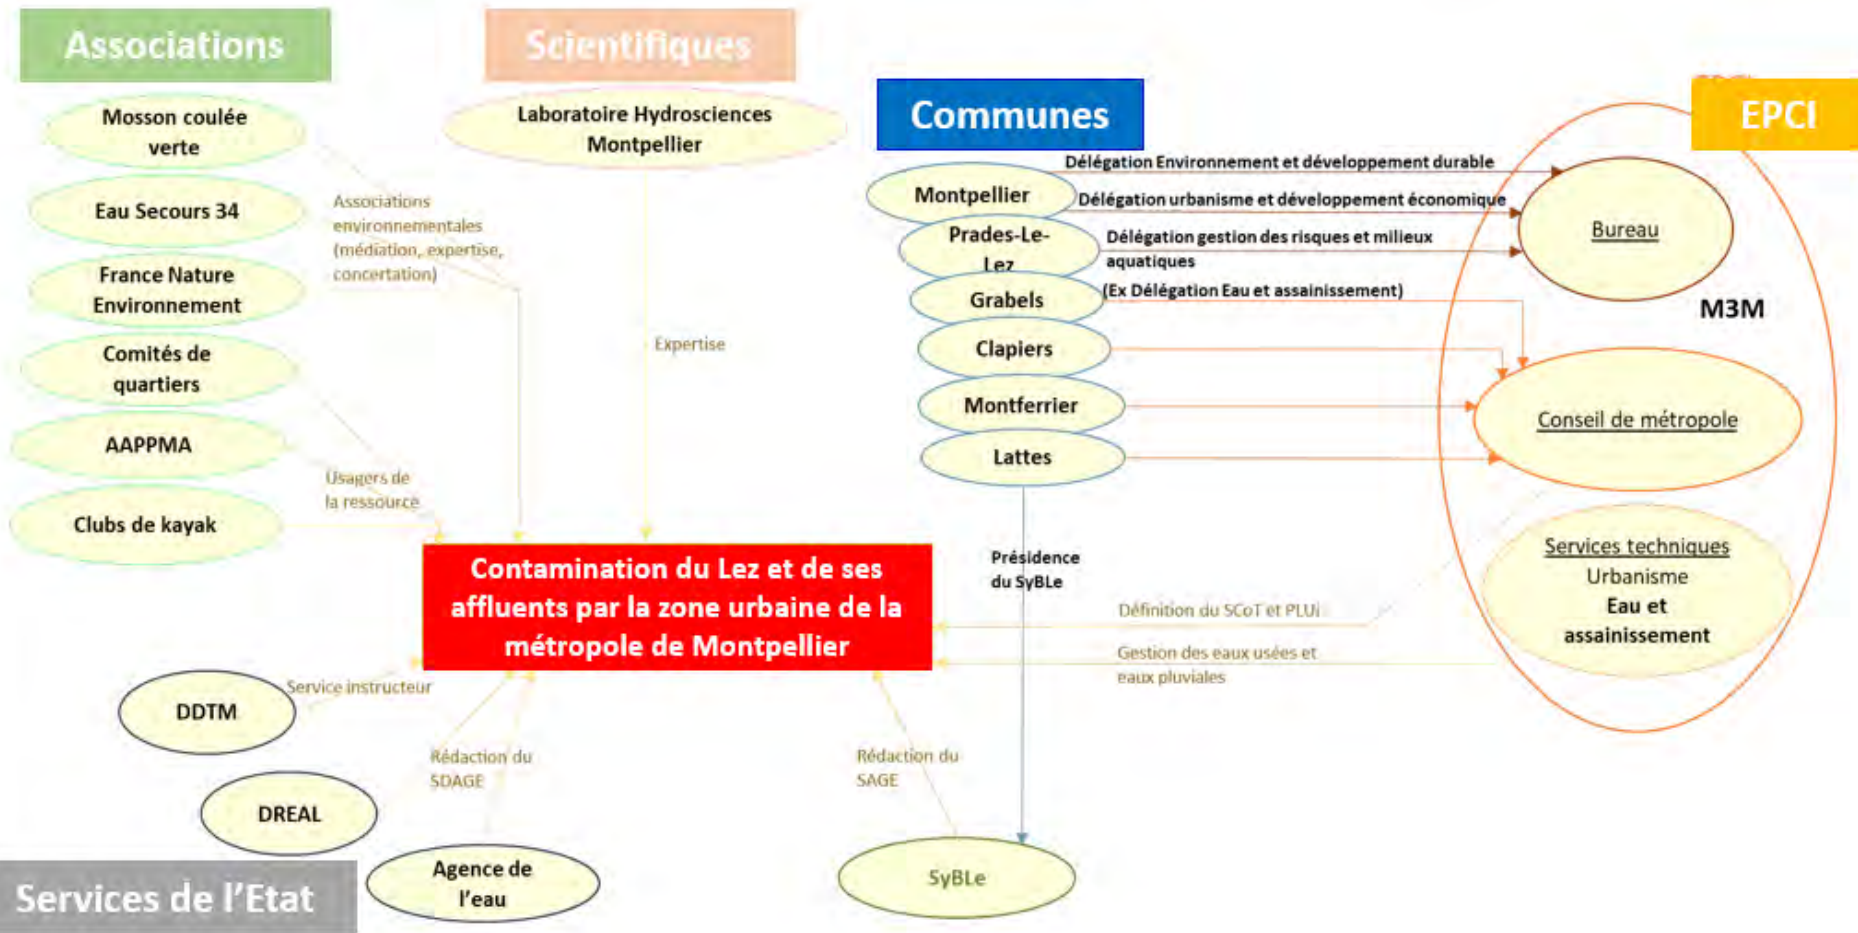 Associations
Mosson coulée
verte
Eau Secours 34
France Nature
Environnement
Comités de
quartiers
AAPPMA
Clubs de kayak
Associations
environnementales
(médiation, expertise,
concertation)
Usagers de
la ressource
Scientifiques
Laboratoire Hydrosciences
Montpellier
Expertise
Communes
Montpellier
Prades-Le-
Lez
Grabels
Clapiers
Montferrier
Lattes
Délégation Environnement et développement durable
Délégation urbanisme et développement économique
Délégation gestion des risques et milieux
aquatiques
(Ex Délégation Eau et assainissement)
EPCI
Bureau
M3M
Conseil de métropole
Services techniques
Urbanisme
Eau et
assainissement
Contamination du Lez et de ses
affluents par la zone urbaine de la
métropole de Montpellier
Présidence
du SyBLe
Définition du SCoT et PLUi
Gestion des eaux usées et
eaux pluviales
Service instructeur
DDTM
Rédaction du
SDAGE
Rédaction du
SAGE
DREAL
Agence de
l'eau
SyBLe
Services de l'Etat